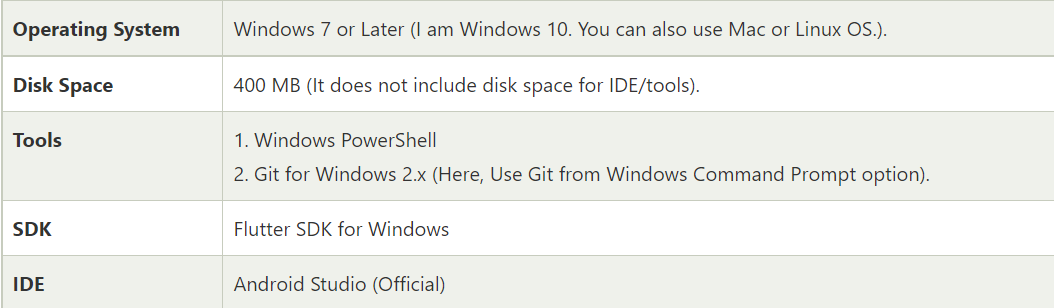 Operating System Windows 7 or Later (I am Windows 10. You can also use Mac or Linux OS.).
Disk Space 400 MB (It does not include disk space for IDE/tools).
Tools 1. Windows PowerShell
2. Git for Windows 2.x (Here, Use Git from Windows Command Prompt option).
SDK Flutter SDK for Windows
IDE Android Studio (Official)